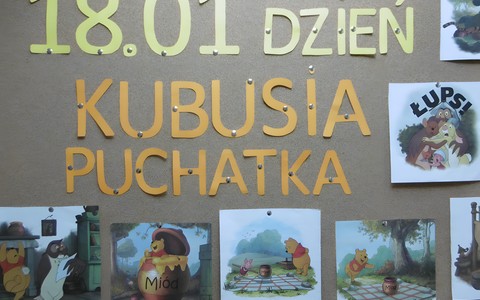 18.01 DZIEŃ
KUBUSIA
PUCHATKA
ŁUPS!
Miód